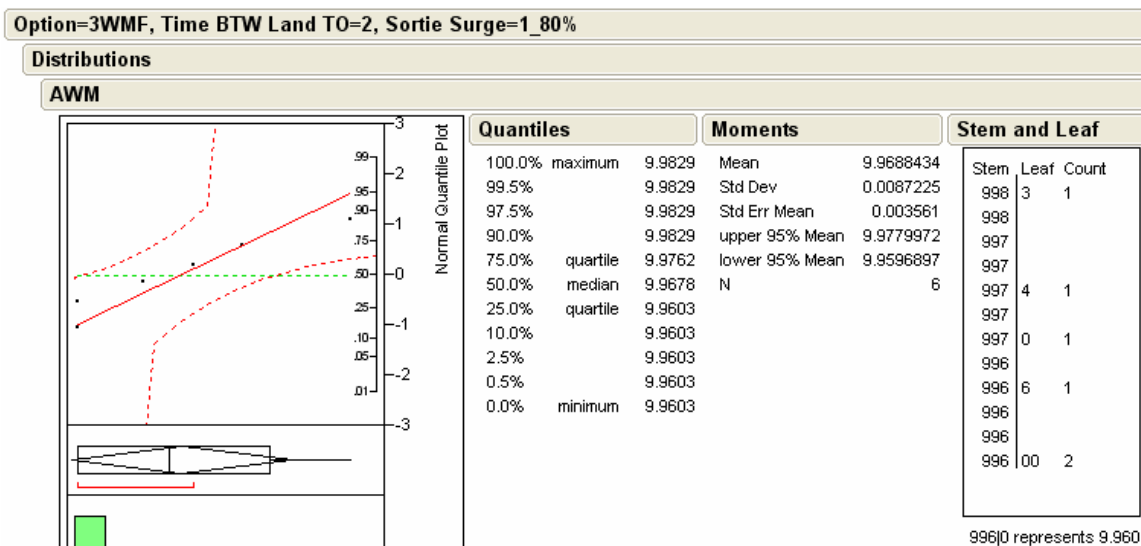 Option=3WMF, Time BTW Land TO=2, Sortie Surge=1_80%
Distributions
AWM
3
2
1
0
-1
-2
-3
.99
.95
.90
.75
.50
.25
.10
.05
.01
Normal Quantile Plot
Quantiles
100.0% maximum 9.9829
99.5% 9.9829
97.5% 9.9829
90.0% 9.9829
75.0% quartile 9.9762
50.0% median 9.9678
25.0% quartile 9.9603
10.0% 9.9603
2.5% 9.9603
0.5% 9.9603
0.0% minimum 9.9603
Moments
Mean 9.9688434
Std Dev 0.0087225
Std Err Mean 0.003561
upper 95% Mean 9.9779972
lower 95% Mean 9.9596897
N 6
Stem and Leaf
Stem Leaf Count
998 3 1
998
997
997
997 4 1
997
997 0 1
996
996 6 1
996
996
996 00 2
996|0 represents 9.960